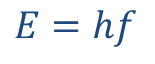 E = hf